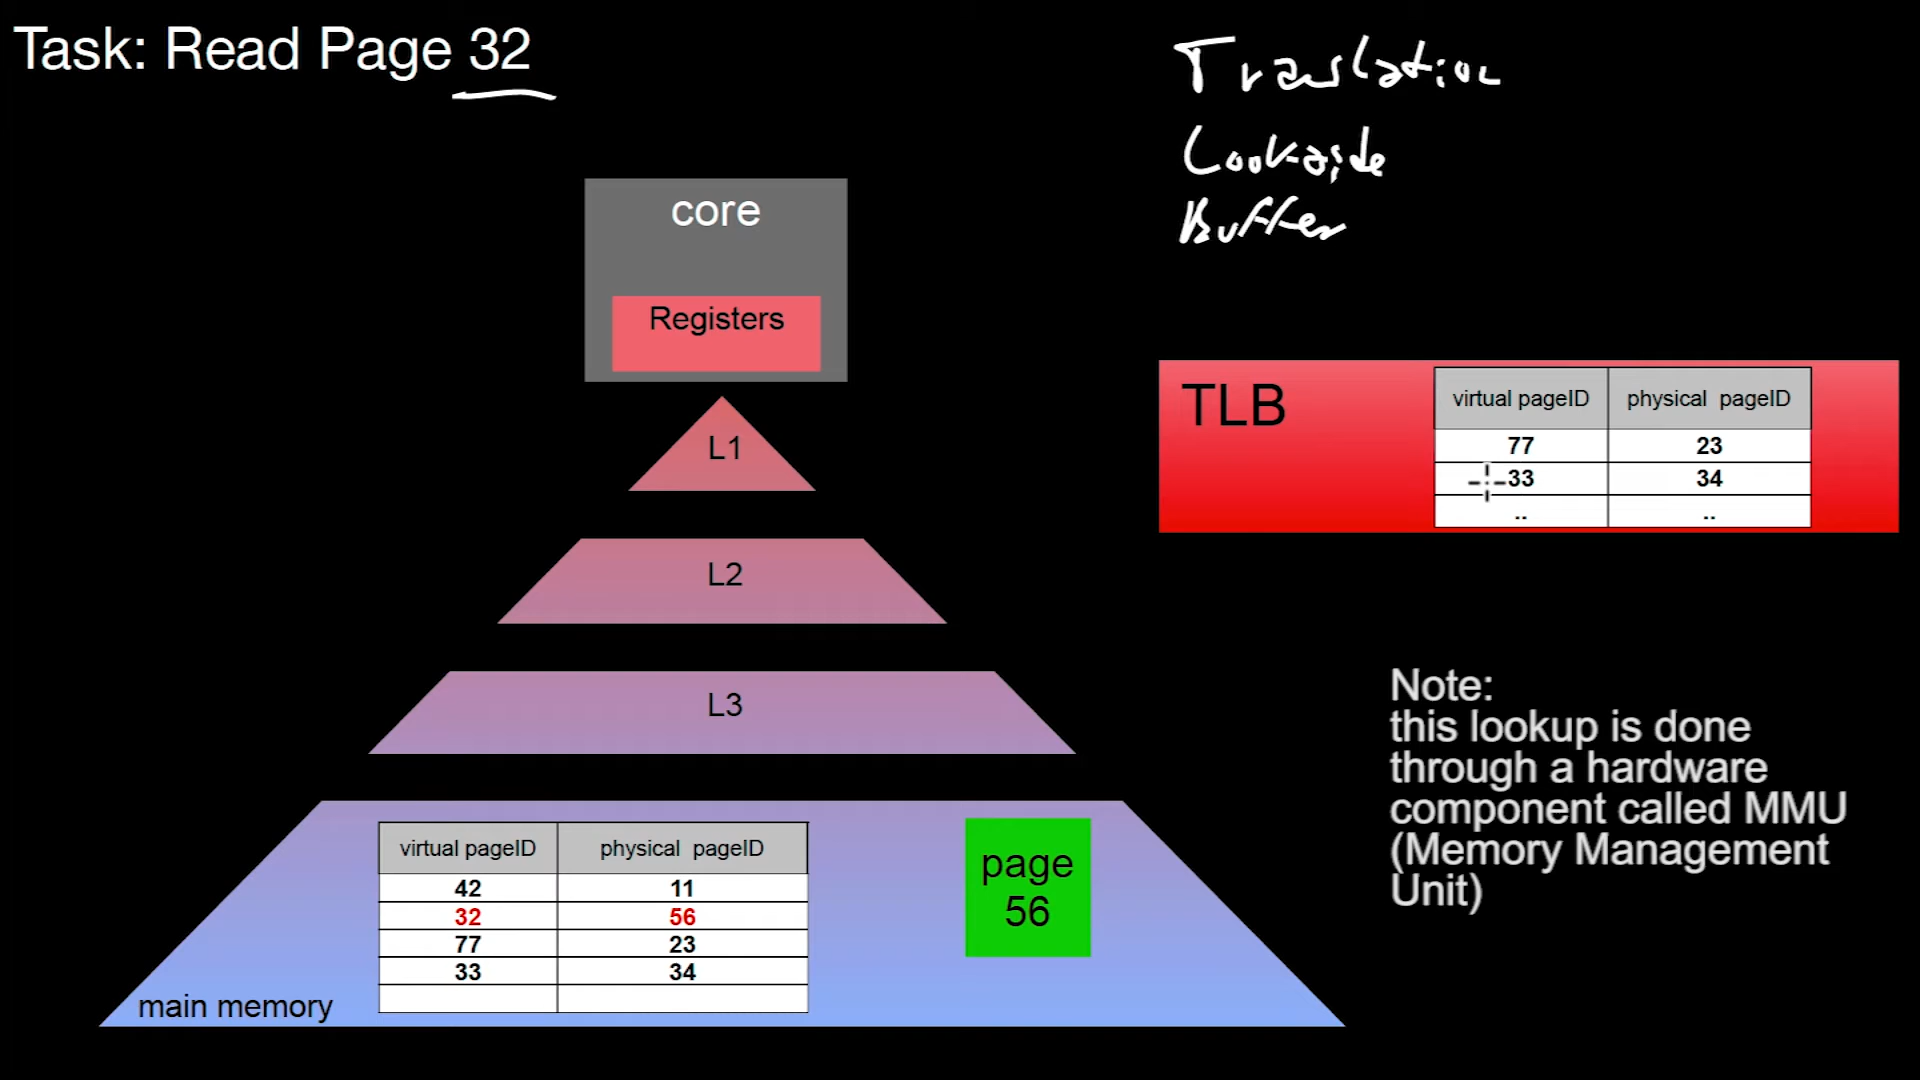 Task: Read Page 32
Translation
Lookaside
Buffer
core
Registers
TLB
virtual pageID physical pageID
77 23
33 34
.. ..
L1
L2
L3
Note:
this lookup is done
through a hardware
component called MMU
(Memory Management
Unit)
virtual pageID physical pageID
42 11
32 56
77 23
33 34
page
56
main memory